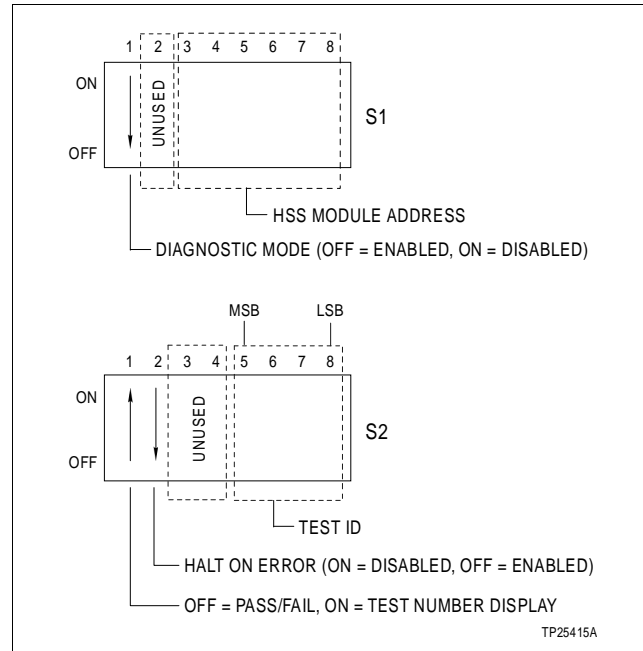 1 2 3 4 5 6 7 8
ON
UNUSED
S1
OFF
HSS MODULE ADDRESS
DIAGNOSTIC MODE (OFF = ENABLED, ON = DISABLED)
MSB LSB
1 2 3 4 5 6 7 8
ON
UNUSED
S2
OFF
TEST ID
HALT ON ERROR (ON = DISABLED, OFF = ENABLED)
OFF = PASS/FAIL, ON = TEST NUMBER DISPLAY
TP25415A